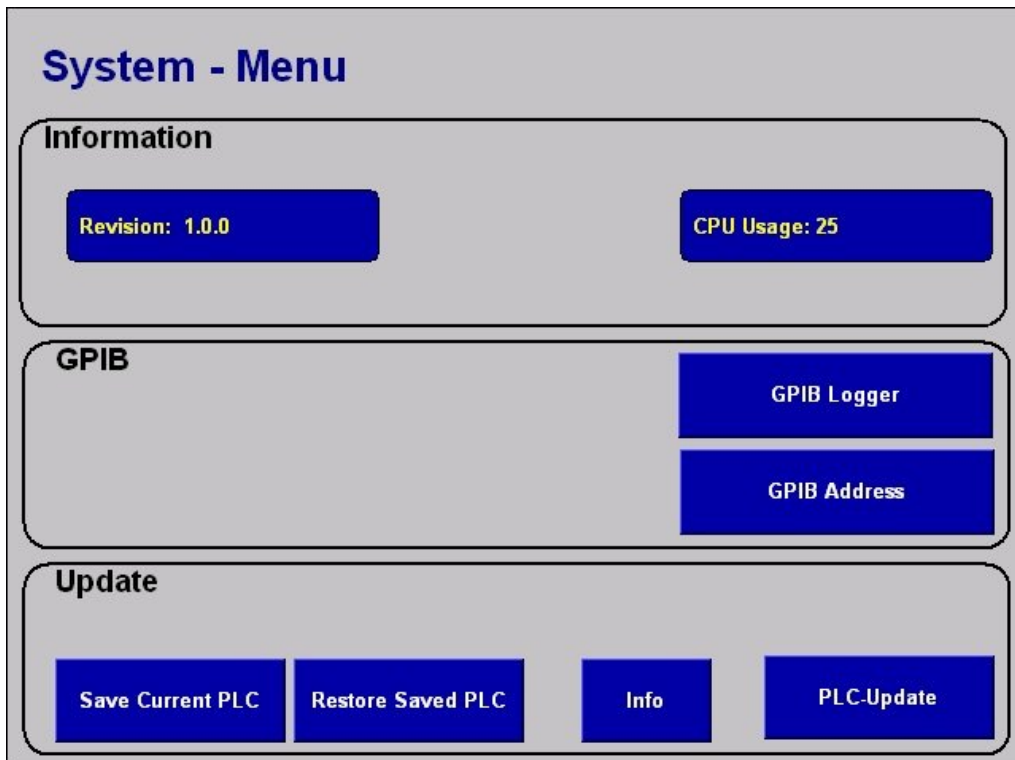 System - Menu
Information
Revision: 1.0.0
CPU Usage: 25
GPIB
GPIB Logger
GPIB Address
Update
Save Current PLC
Restore Saved PLC
Info
PLC-Update